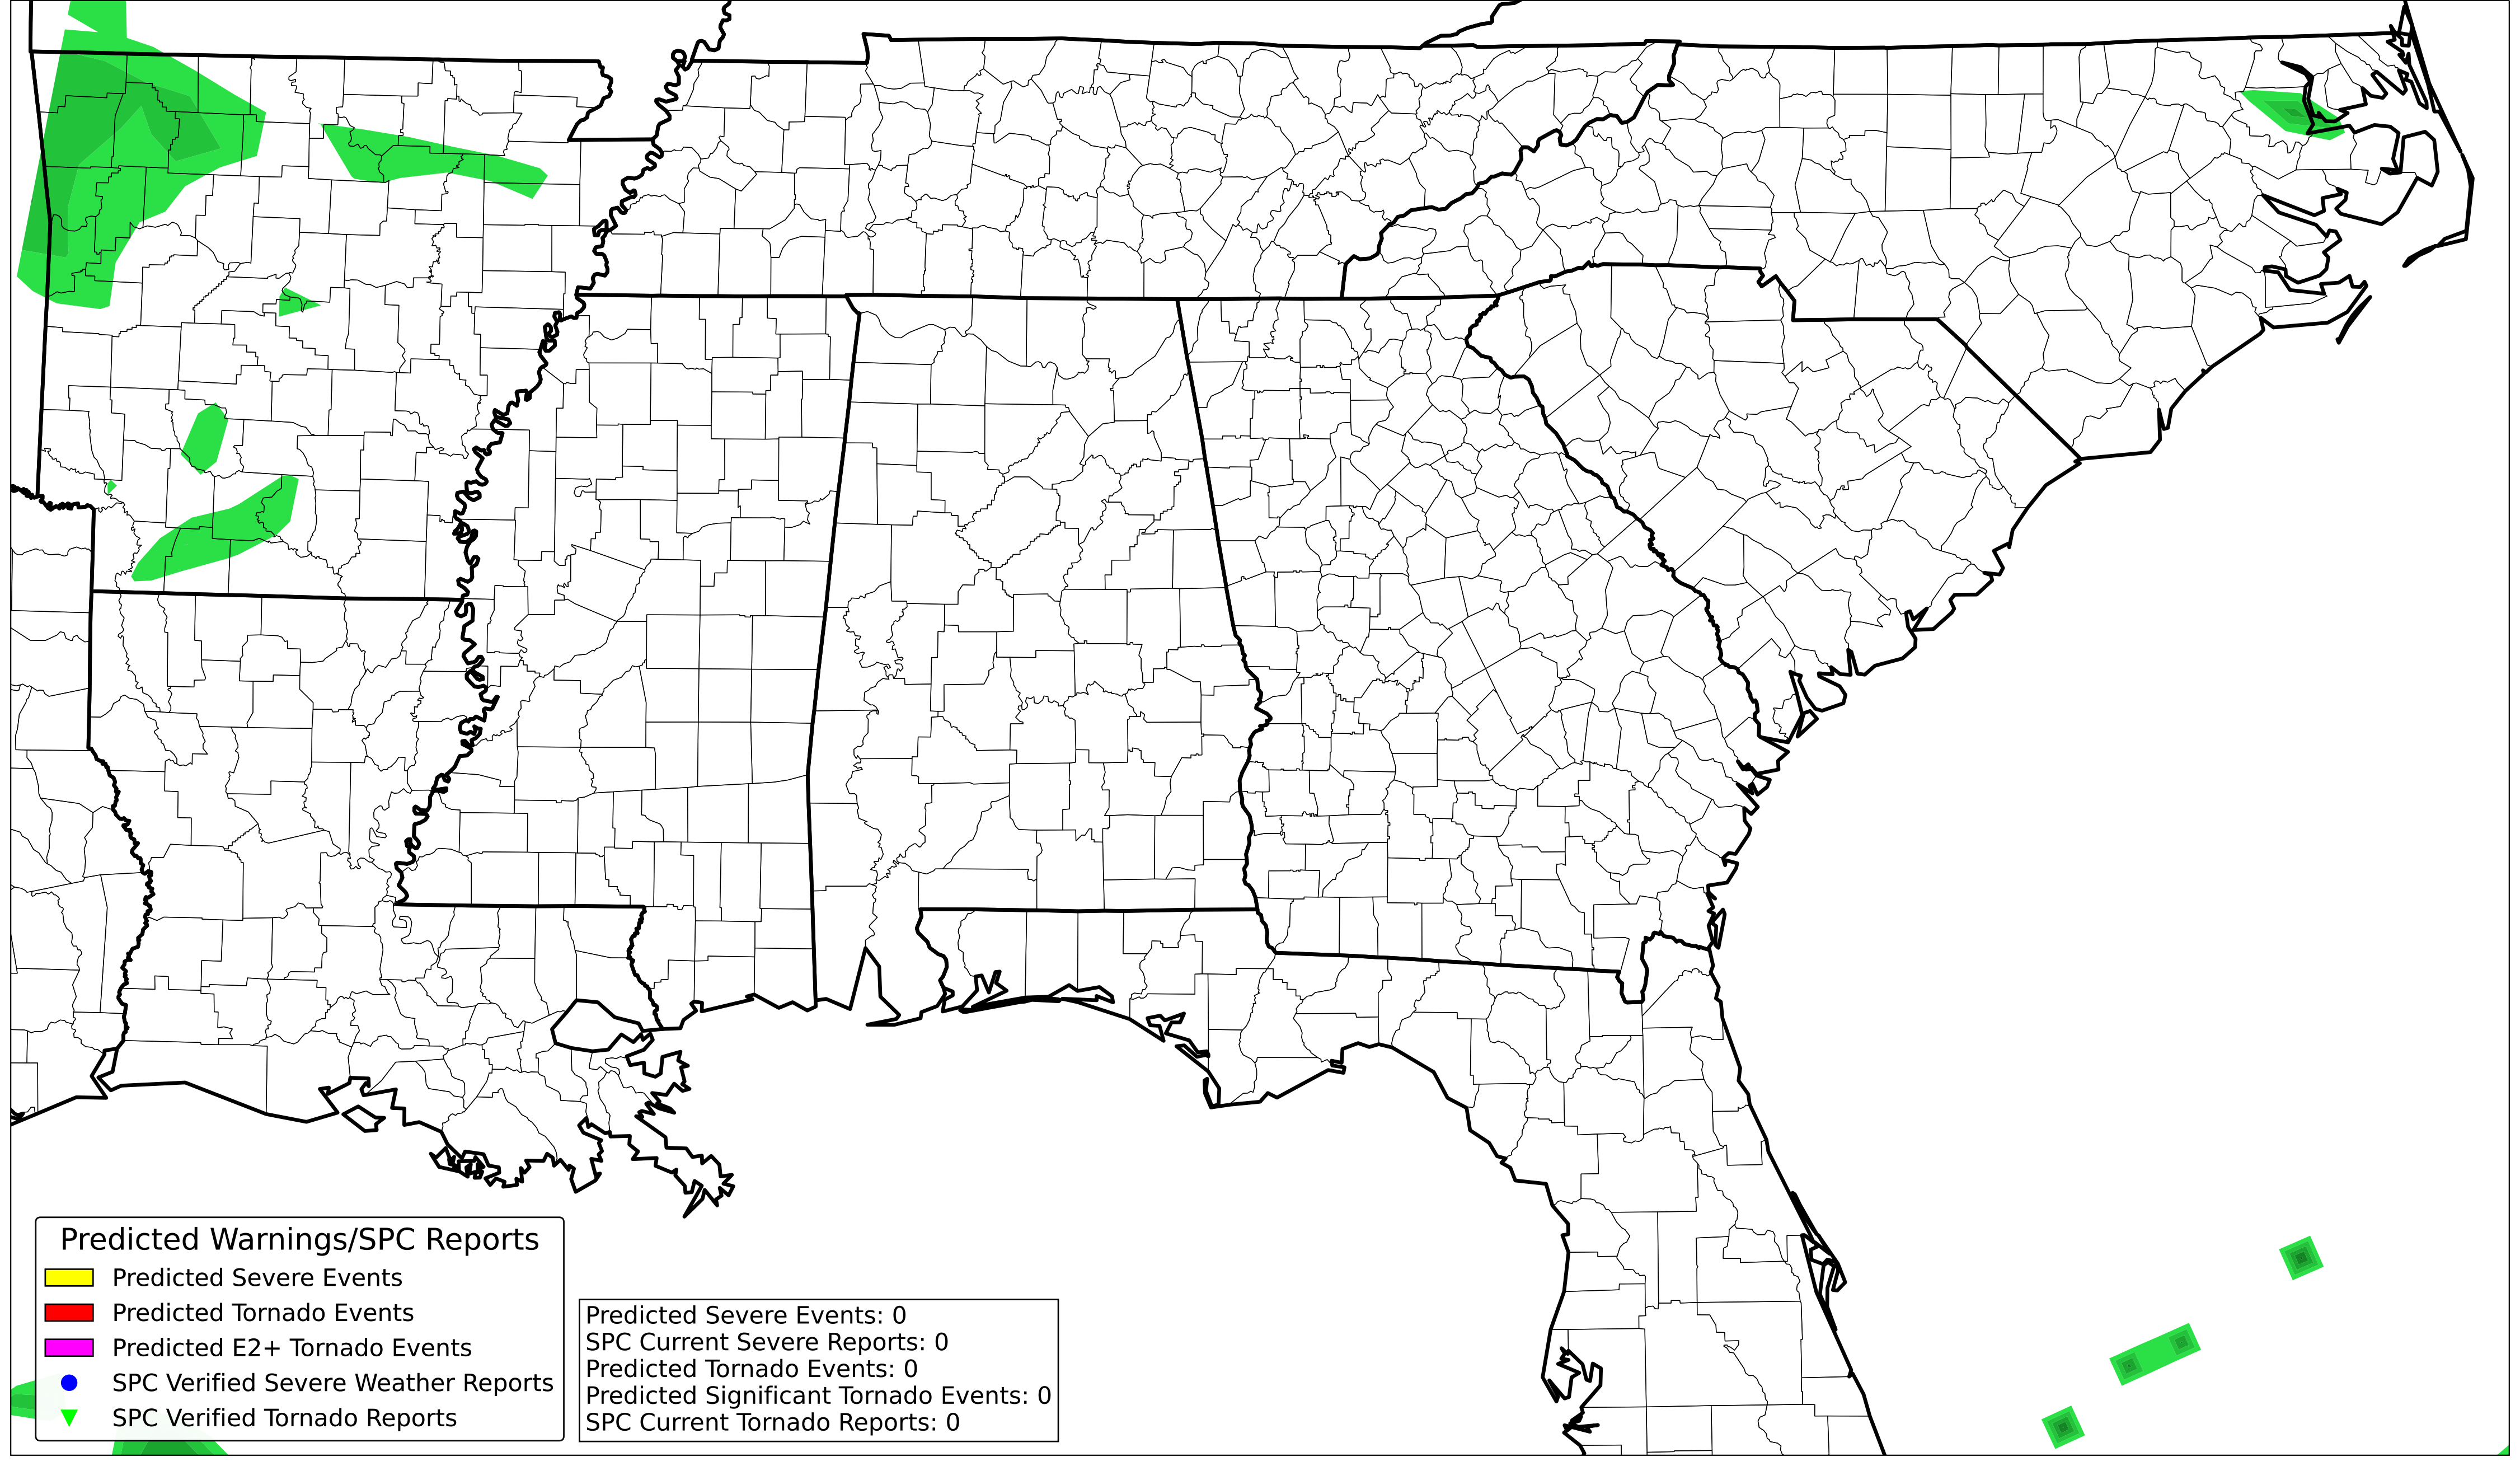 Predicted Warnings/SPC Reports
Predicted Severe Events
Predicted Tornado Events
Predicted E2+ Tornado Events
SPC Verified Severe Weather Reports
SPC Verified Tornado Reports
Predicted Severe Events: 0
SPC Current Severe Reports: 0
Predicted Tornado Events: 0
Predicted Significant Tornado Events: 0
SPC Current Tornado Reports: 0